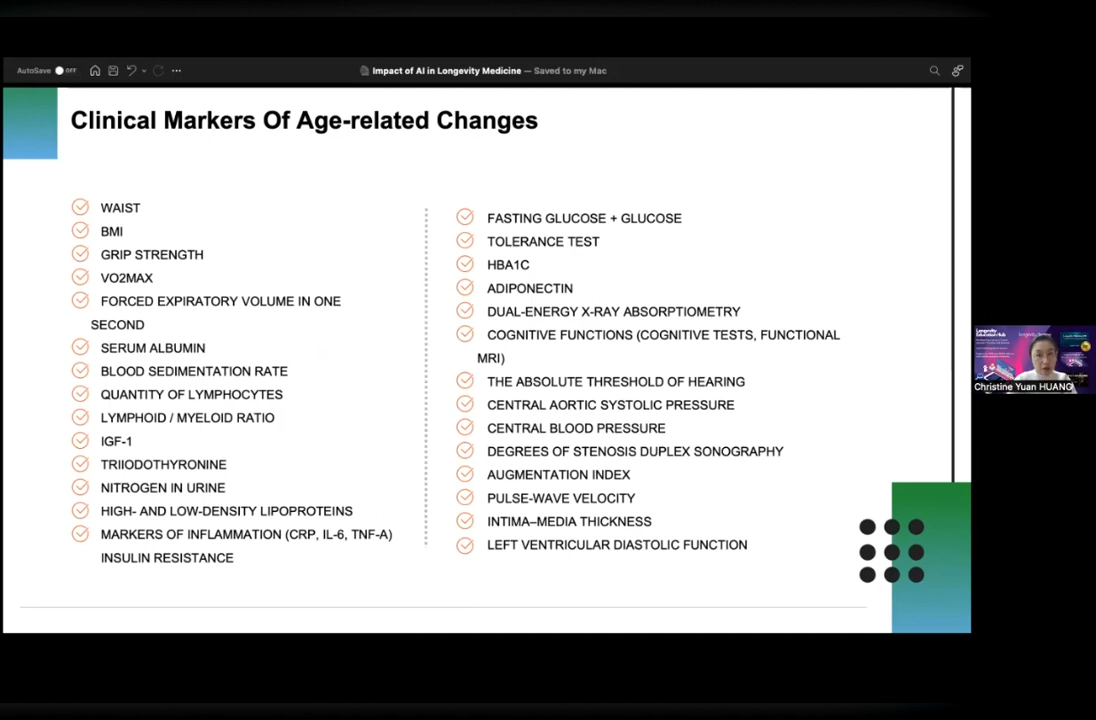 AutoSave OFF
Impact of AI in Longevity Medicine — Saved to my Mac
Clinical Markers Of Age-related Changes
WAIST
BMI
GRIP STRENGTH
VO2MAX
FORCED EXPIRATORY VOLUME IN ONE
SECOND
SERUM ALBUMIN
BLOOD SEDIMENTATION RATE
QUANTITY OF LYMPHOCYTES
LYMPHOID / MYELOID RATIO
IGF-1
TRIIODOTHYRONINE
NITROGEN IN URINE
HIGH- AND LOW-DENSITY LIPOPROTEINS
MARKERS OF INFLAMMATION (CRP, IL-6, TNF-A)
INSULIN RESISTANCE
FASTING GLUCOSE + GLUCOSE
TOLERANCE TEST
HBA1C
ADIPONECTIN
DUAL-ENERGY X-RAY ABSORPTIOMETRY
COGNITIVE FUNCTIONS (COGNITIVE TESTS, FUNCTIONAL
MRI)
THE ABSOLUTE THRESHOLD OF HEARING
CENTRAL AORTIC SYSTOLIC PRESSURE
CENTRAL BLOOD PRESSURE
DEGREES OF STENOSIS DUPLEX SONOGRAPHY
AUGMENTATION INDEX
PULSE-WAVE VELOCITY
INTIMA–MEDIA THICKNESS
LEFT VENTRICULAR DIASTOLIC FUNCTION
Longevity
Education Hub
Christine Yuan HUANG